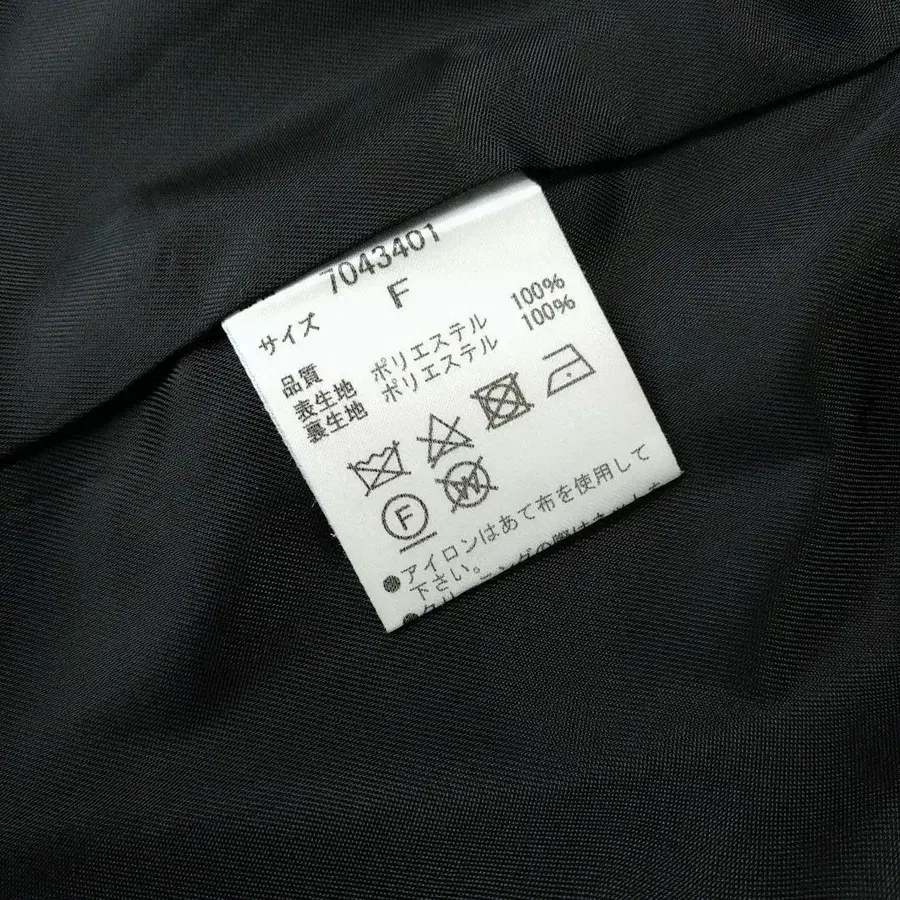 7043401
サイズ F
品質
表生地 ポリエステル 100%
裏生地 ポリエステル 100%
F W
●アイロンはあて布を使用して
下さい。